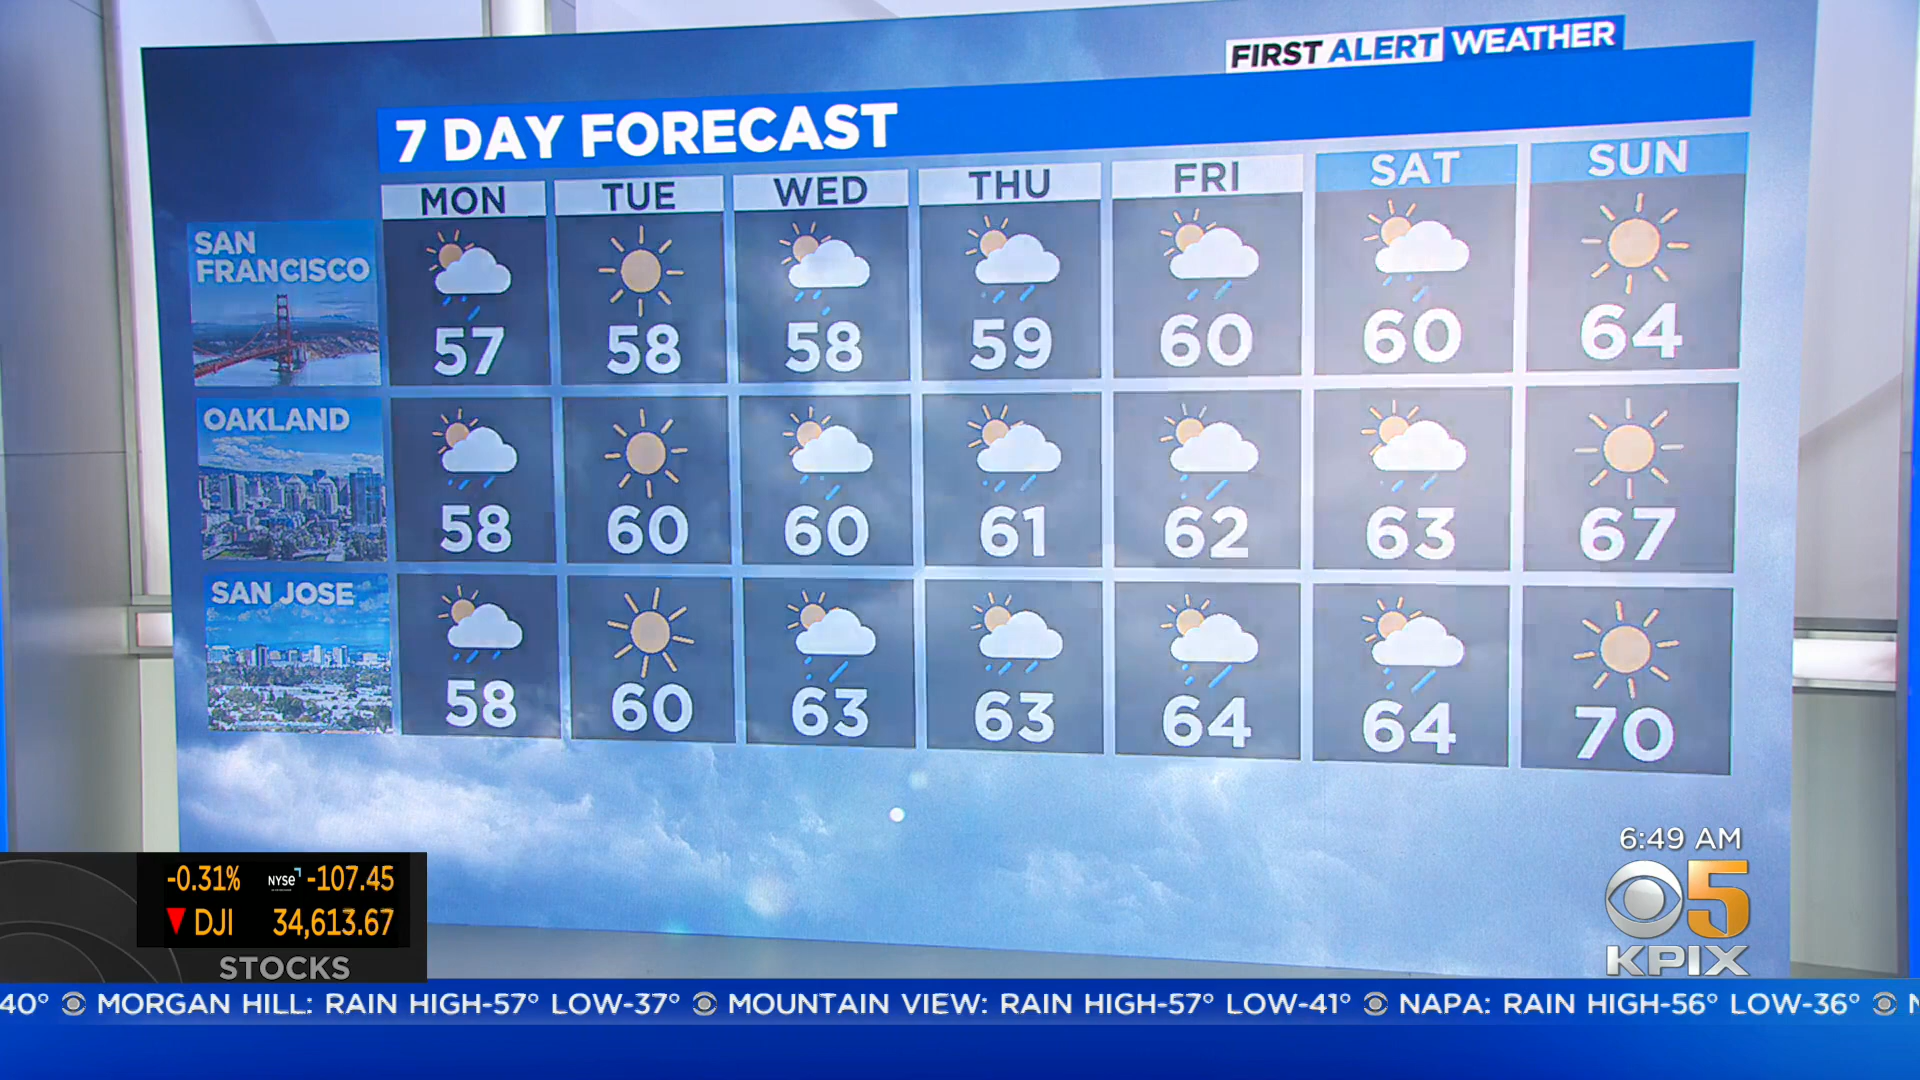 FIRST ALERT WEATHER
7 DAY FORECAST
MON TUE WED THU FRI SAT SUN
SAN
FRANCISCO
57 58 58 59 60 60 64
OAKLAND
58 60 60 61 62 63 67
SAN JOSE
58 60 63 63 64 64 70
6:49 AM
5
KPIX
-0.31% NYSE -107.45
DJI 34,613.67
STOCKS
40° MORGAN HILL: RAIN HIGH-57° LOW-37° MOUNTAIN VIEW: RAIN HIGH-57° LOW-41° NAPA: RAIN HIGH-56° LOW-36°